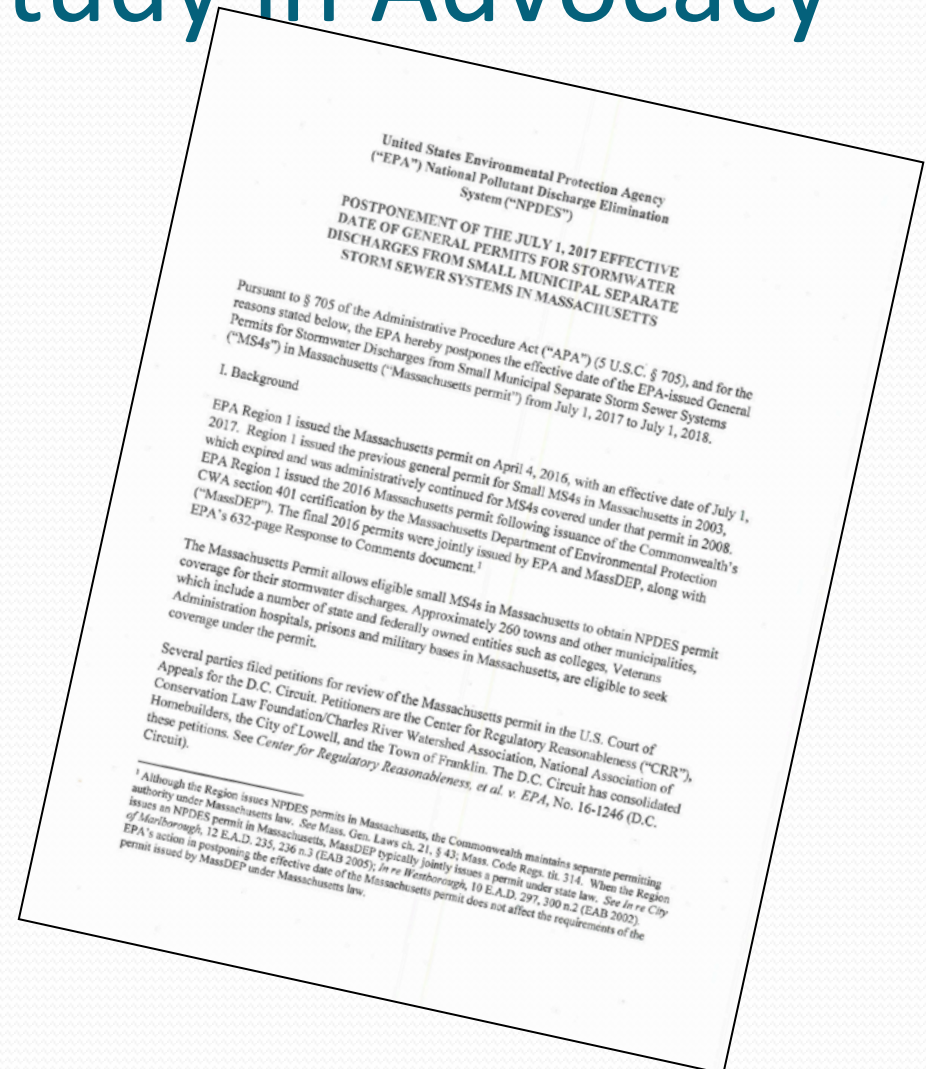 tudy in Advocacy
United States Environmental Protection Agency
("EPA") National Pollutant Discharge Elimination
System ("NPDES")
POSTPONEMENT OF THE JULY 1, 2017 EFFECTIVE
DATE OF GENERAL PERMITS FOR STORMWATER
DISCHARGES FROM SMALL MUNICIPAL SEPARATE
STORM SEWER SYSTEMS IN MASSACHUSETTS
Pursuant to § 705 of the Administrative Procedure Act ("APA") (5 U.S.C. § 705), and for the
reasons stated below, the EPA hereby postpones the effective date of the EPA-issued General
Permits for Stormwater Discharges from Small Municipal Separate Storm Sewer Systems
("MS4s") in Massachusetts ("Massachusetts permit") from July 1, 2017 to July 1, 2018.
I. Background
EPA Region 1 issued the Massachusetts permit on April 4, 2016, with an effective date of July 1,
2017. Region 1 issued the previous general permit for Small MS4s in Massachusetts in 2003,
which expired and was administratively continued for MS4s covered under that permit in 2008.
EPA Region 1 issued the 2016 Massachusetts permit following issuance of the Commonwealth's
CWA section 401 certification by the Massachusetts Department of Environmental Protection
("MassDEP"). The final 2016 permits were jointly issued by EPA and MassDEP, along with
EPA's 632-page Response to Comments document.¹
The Massachusetts Permit allows eligible small MS4s in Massachusetts to obtain NPDES permit
coverage for their stormwater discharges. Approximately 260 towns and other municipalities,
which include a number of state and federally owned entities such as colleges, Veterans
Administration hospitals, prisons and military bases in Massachusetts, are eligible to seek
coverage under the permit.
Several parties filed petitions for review of the Massachusetts permit in the U.S. Court of
Appeals for the D.C. Circuit. Petitioners are the Center for Regulatory Reasonableness ("CRR"),
Conservation Law Foundation/Charles River Watershed Association, National Association of
Homebuilders, the City of Lowell, and the Town of Franklin. The D.C. Circuit has consolidated
these petitions. See Center for Regulatory Reasonableness, et al. v. EPA, No. 16-1246 (D.C.
Circuit).
¹ Although the Region issues NPDES permits in Massachusetts, the Commonwealth maintains separate permitting
authority under Massachusetts law. See Mass. Gen. Laws ch. 21, § 43; Mass. Code Regs. tit. 314. When the Region
issues an NPDES permit in Massachusetts, MassDEP typically jointly issues a permit under state law. See In re City
of Marlborough, 12 E.A.D. 235, 236 n.3 (EAB 2005); In re Westborough, 10 E.A.D. 297, 300 n.2 (EAB 2002).
EPA's action in postponing the effective date of the Massachusetts permit does not affect the requirements of the
permit issued by MassDEP under Massachusetts law.